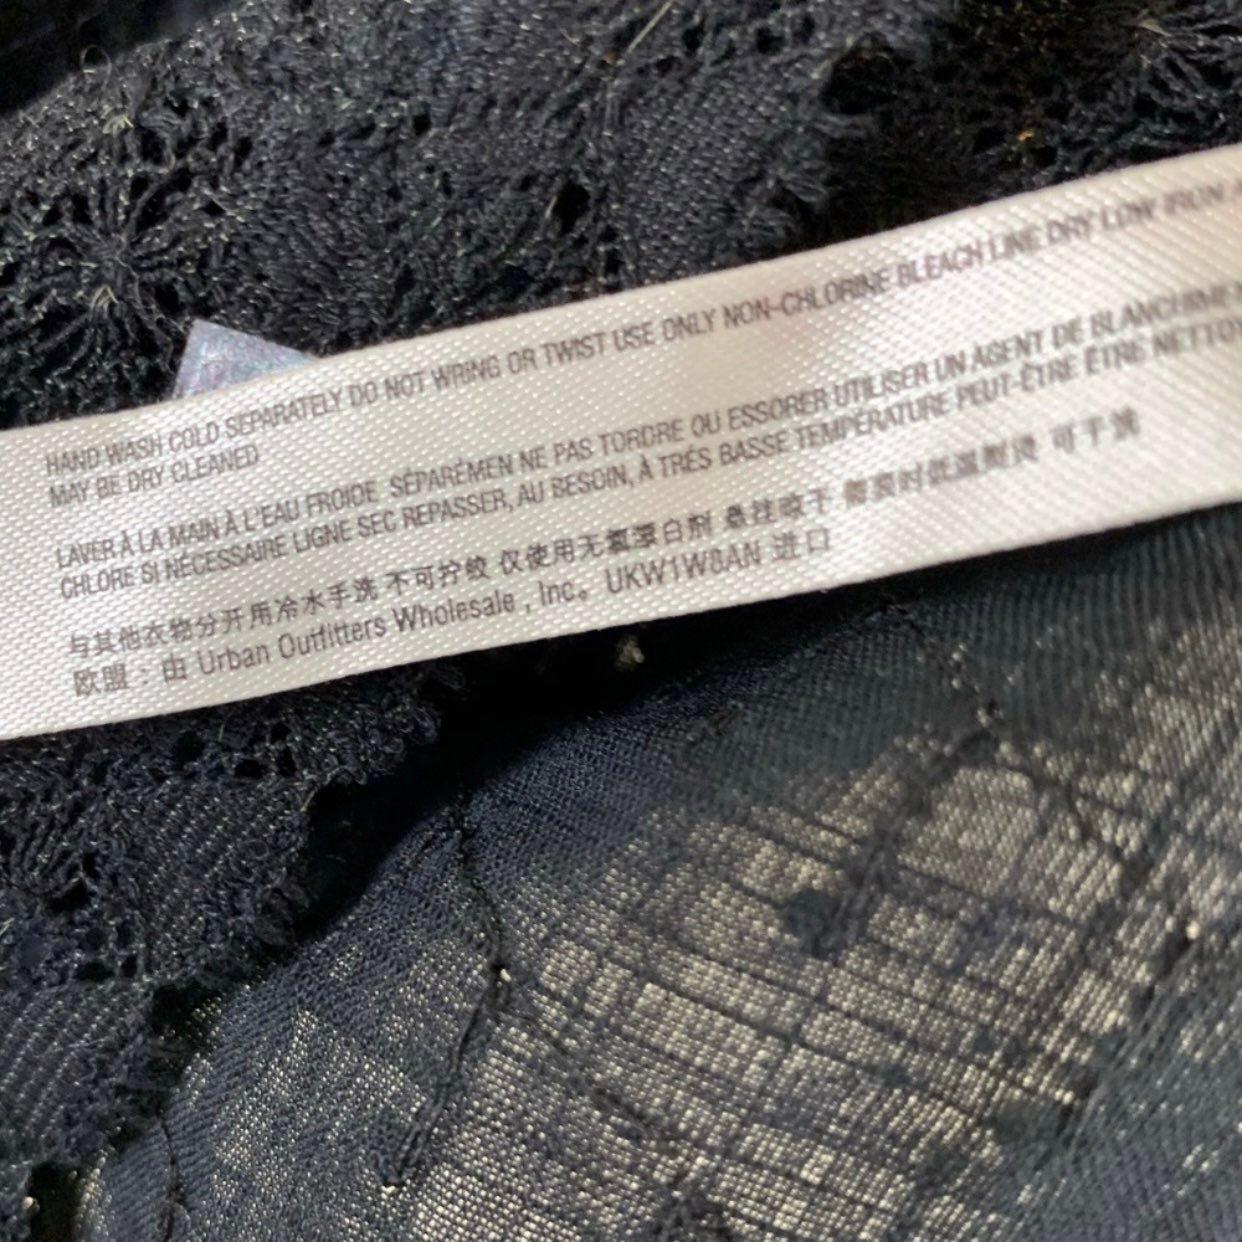 HAND WASH COLD SEPARATELY DO NOT WRING OR TWIST USE ONLY NON-CHLORINE BLEACH LINE DRY LOW IRON
MAY BE DRY CLEANED
LAVER À LA MAIN À L'EAU FROIDE SÉPARÉMEN NE PAS TORDRE OU ESSORER UTILISER UN AGENT DE
CHLORE SI NÉCESSAIRE LIGNE SEC REPASSER, AU BESOIN, À TRÉS BASSE TEMPÉRATURE PEUT-ÊTRE ÊTRE
与其他衣物分开用冷水手洗 不可拧绞 仅使用无氯漂白剂 悬挂晾干 需要时低温熨烫 可干洗
欧盟：由 Urban Outfitters Wholesale , Inc。 UKW1W8AN 进口